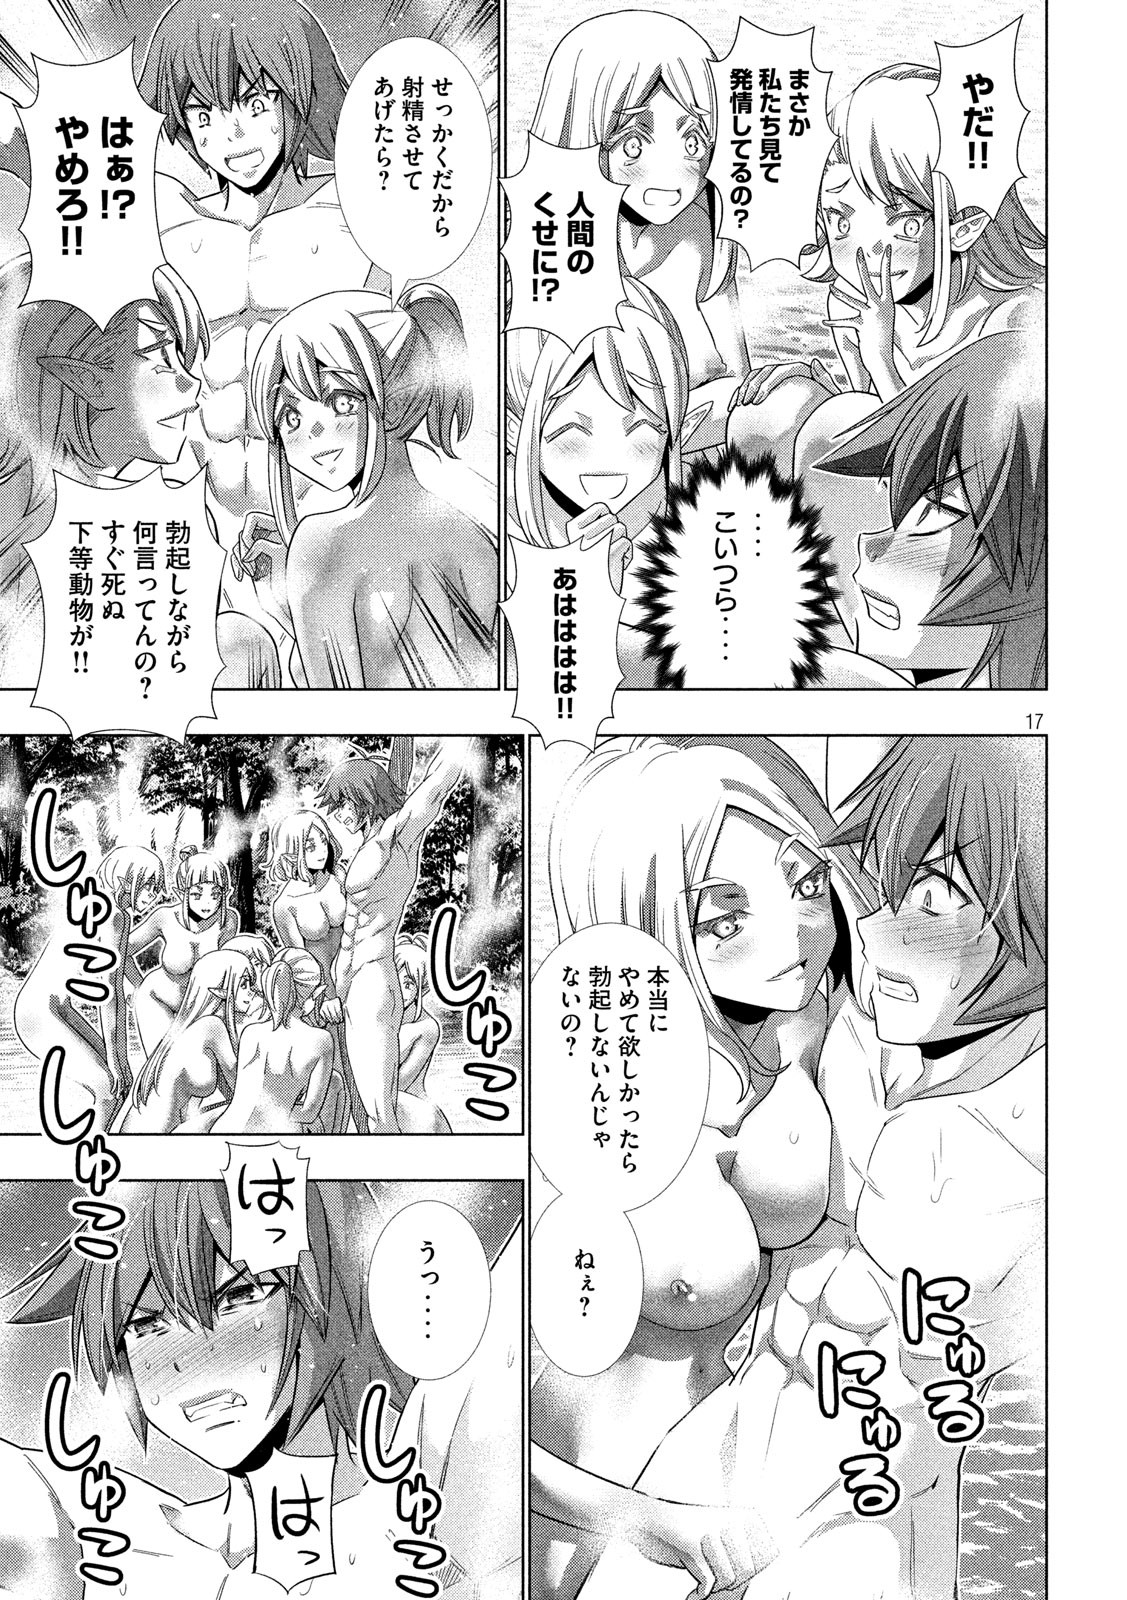 やだ!!
まさか
私たち見て
発情してるの?
人間の
くせに!?
あはははは!!
‥‥
こいつら‥‥
せっかくだから
射精させて
あげたら?
はぁ!?
やめろ!!
勃起しながら
何言ってんの?
すぐ死ぬ
下等動物が!!
17
本当に
やめて欲しかったら
勃起しないんじゃ
ないの?
ねぇ?
にゅる
にゅる
しゅこ
しゅこ
しゅこ
うっ‥‥
はっ
はっ
しゅこ
しゅこ